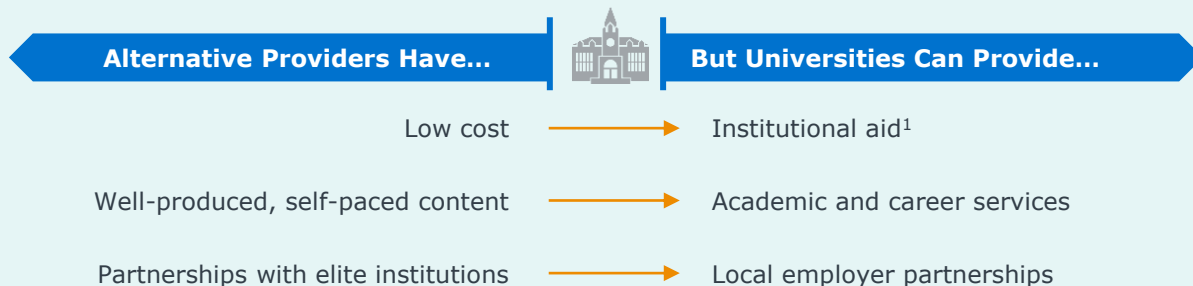 Alternative Providers Have...
But Universities Can Provide...
Low cost
Institutional aid¹
Well-produced, self-paced content
Academic and career services
Partnerships with elite institutions
Local employer partnerships